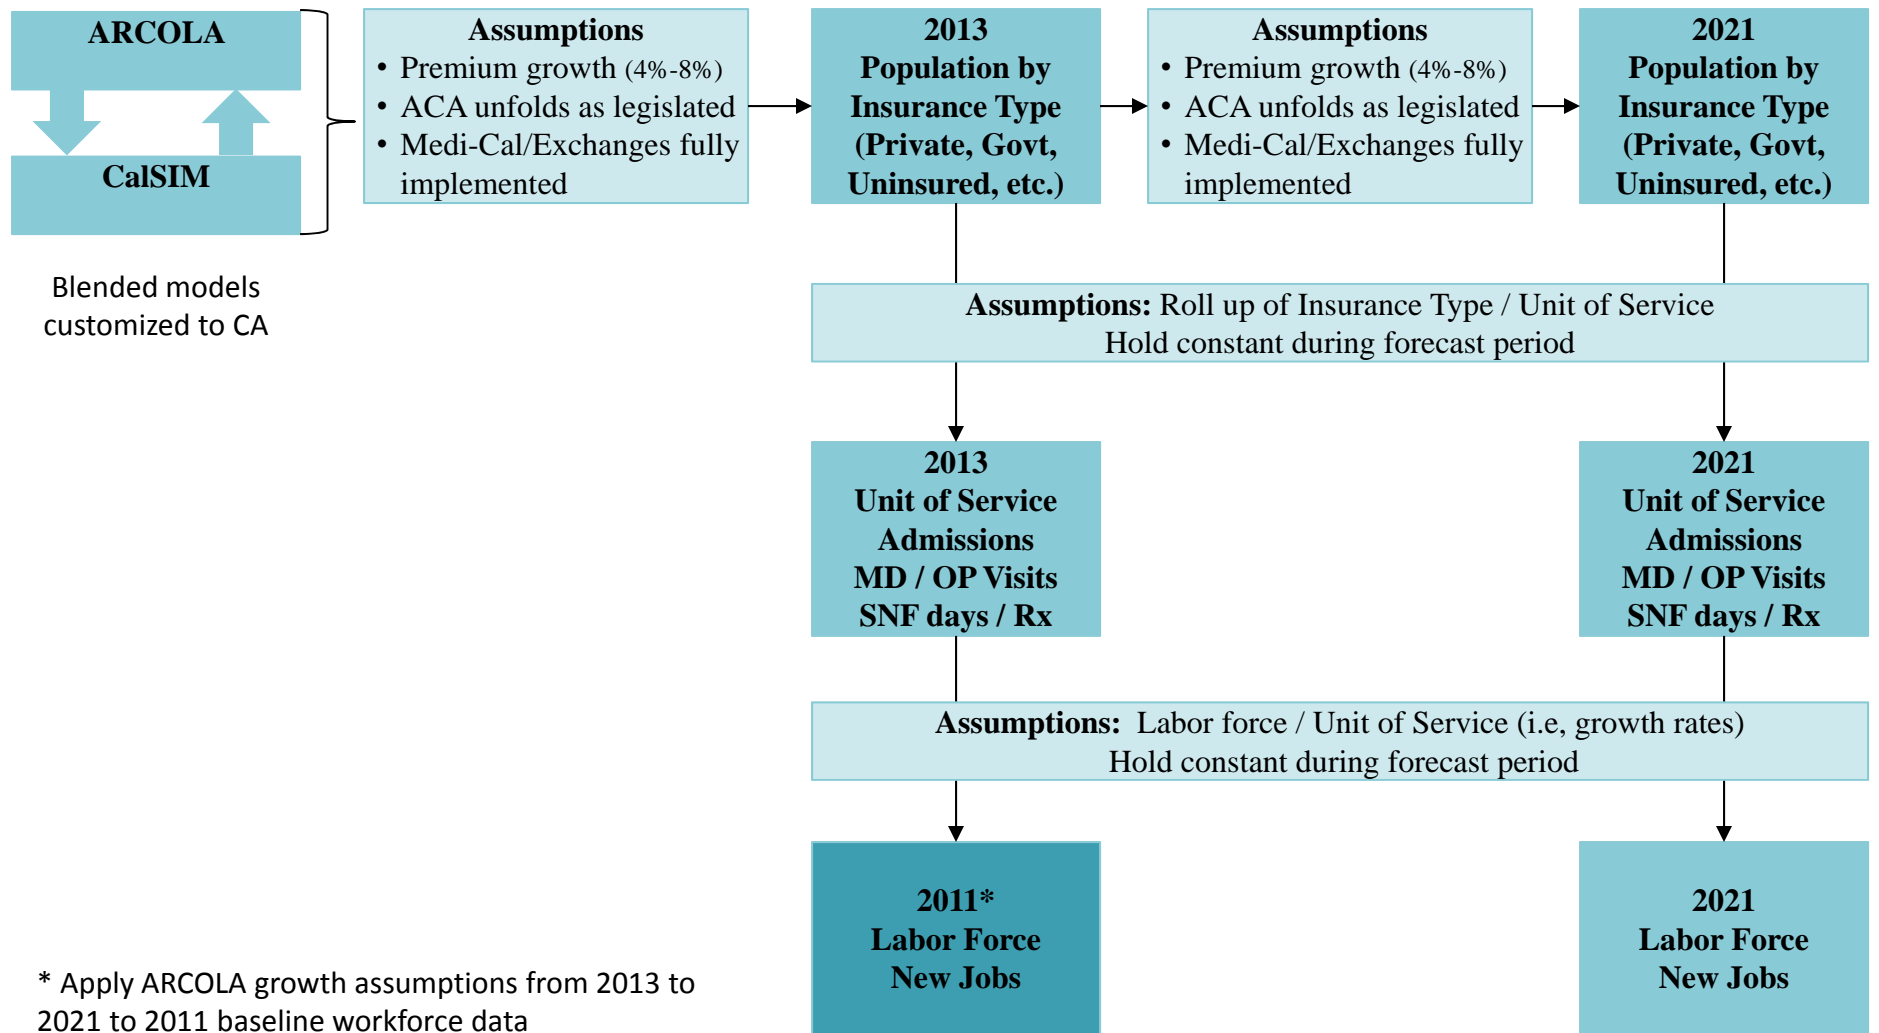 ARCOLA
CalSIM
Blended models
customized to CA
Assumptions
• Premium growth (4%-8%)
• ACA unfolds as legislated
• Medi-Cal/Exchanges fully
implemented
2013
Population by
Insurance Type
(Private, Govt,
Uninsured, etc.)
Assumptions
• Premium growth (4%-8%)
• ACA unfolds as legislated
• Medi-Cal/Exchanges fully
implemented
2021
Population by
Insurance Type
(Private, Govt,
Uninsured, etc.)
Assumptions: Roll up of Insurance Type / Unit of Service
Hold constant during forecast period
2013
Unit of Service
Admissions
MD / OP Visits
SNF days / Rx
2021
Unit of Service
Admissions
MD / OP Visits
SNF days / Rx
Assumptions: Labor force / Unit of Service (i.e, growth rates)
Hold constant during forecast period
2011*
Labor Force
New Jobs
2021
Labor Force
New Jobs
* Apply ARCOLA growth assumptions from 2013 to
2021 to 2011 baseline workforce data